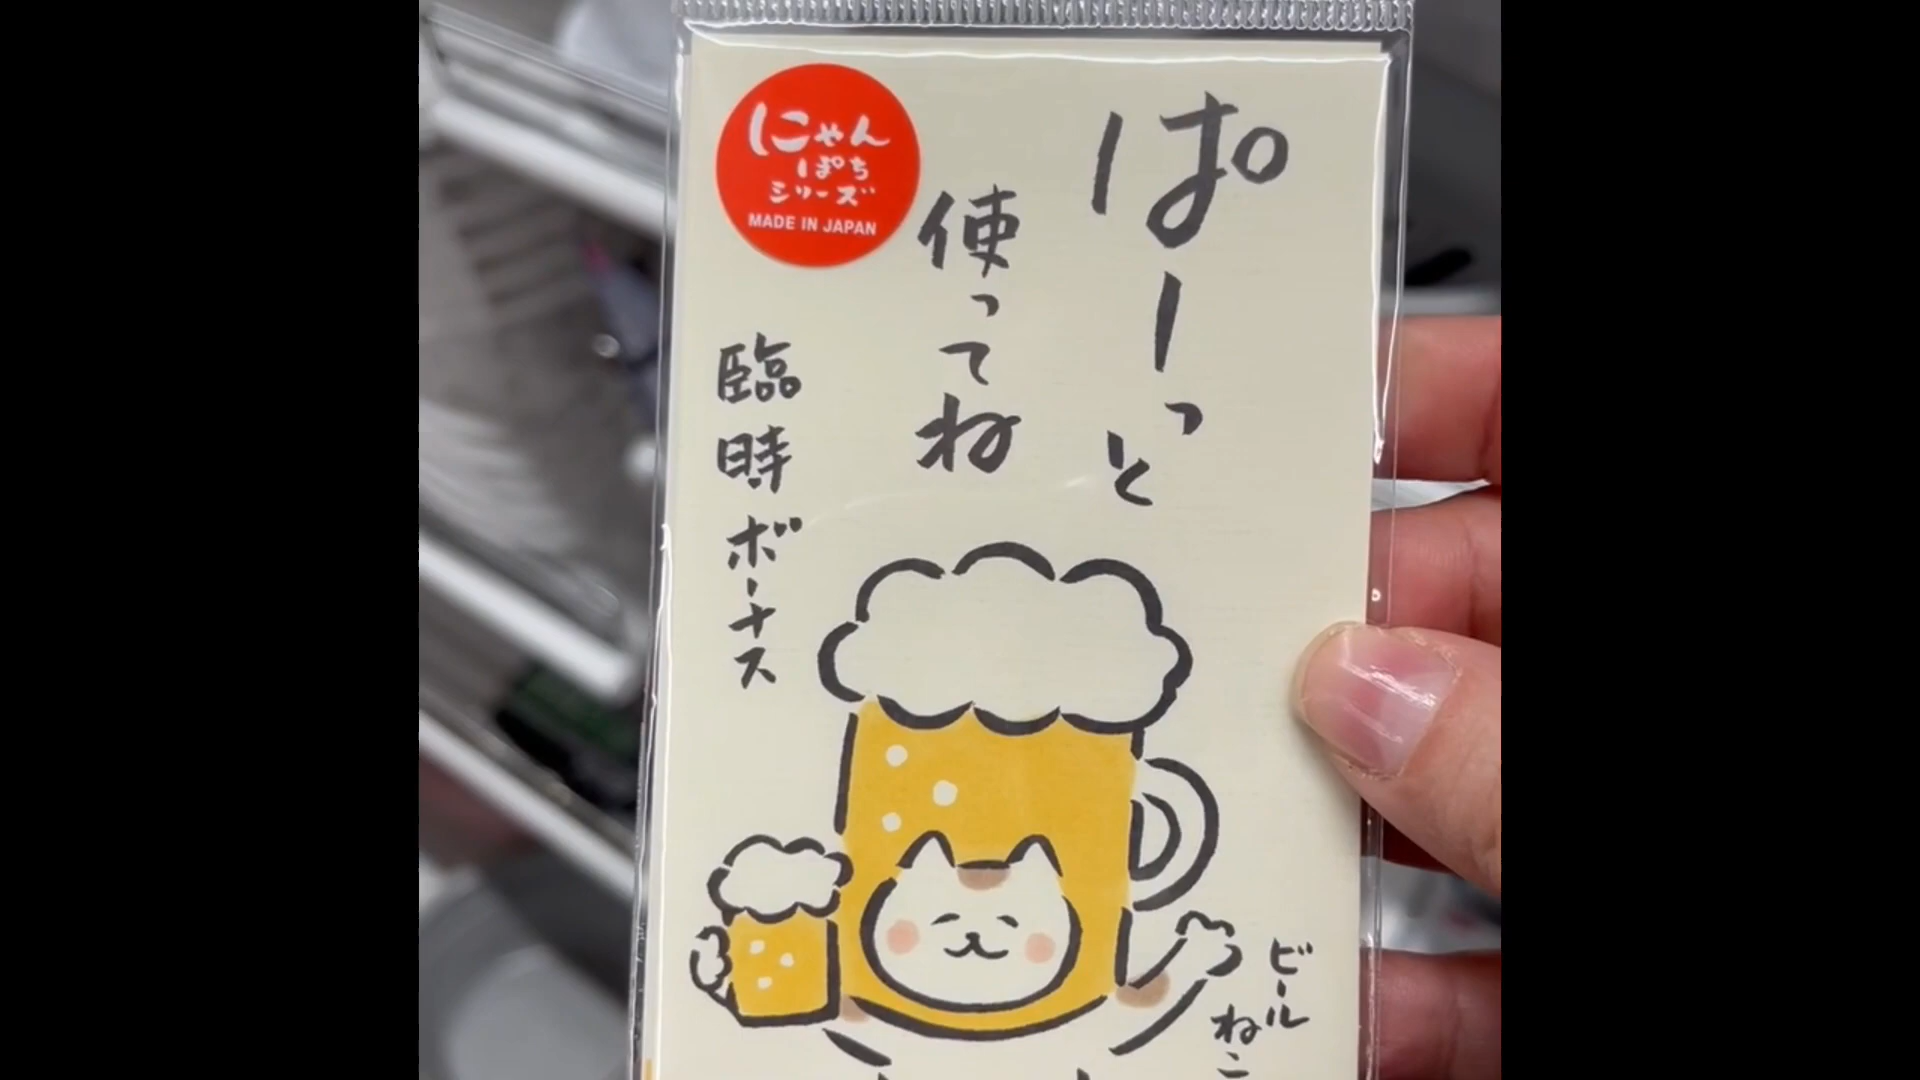 にゃん
ぽち
シリーズ
MADE IN JAPAN
ぱーっと
使ってね
臨時ボーナス
ビール
ねこ